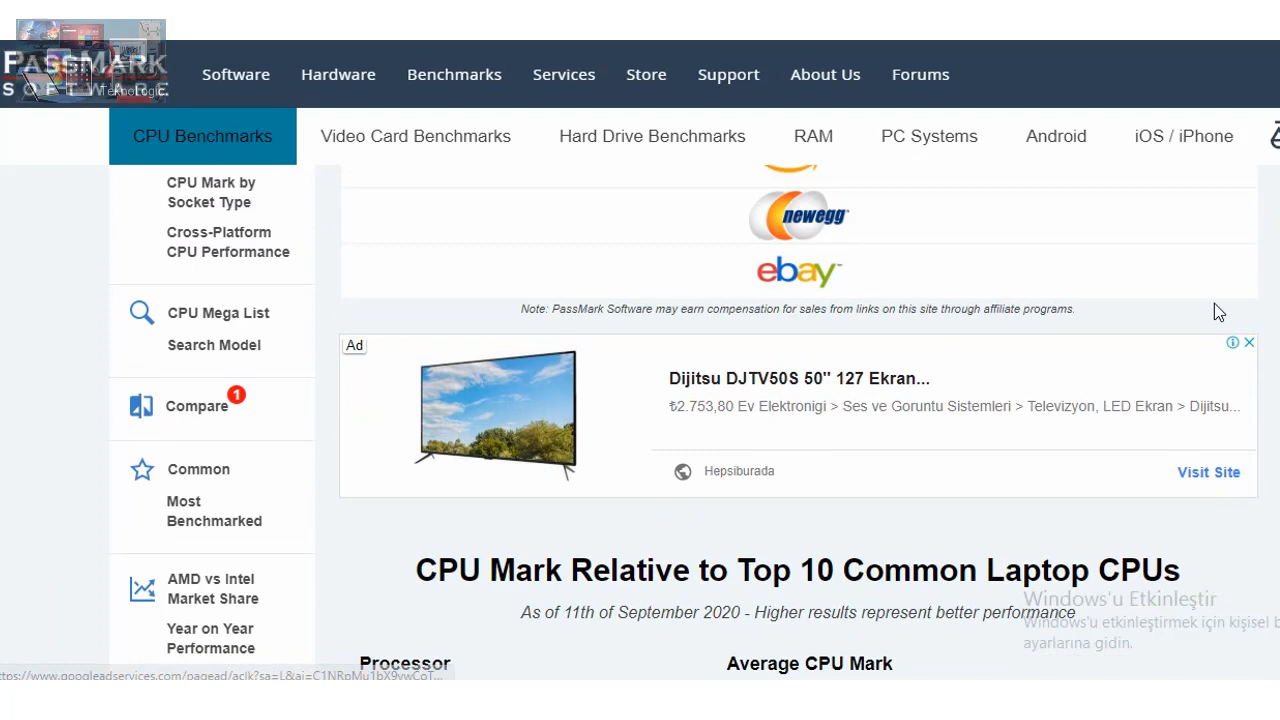 PASSMARK
SOFTWARE
TeknoLogic.
Software Hardware Benchmarks Services Store Support About Us Forums
CPU Benchmarks Video Card Benchmarks Hard Drive Benchmarks RAM PC Systems Android iOS / iPhone
CPU Mark by
Socket Type
Cross-Platform
CPU Performance
CPU Mega List
Search Model
Compare 1
Common
Most
Benchmarked
AMD vs Intel
Market Share
Year on Year
Performance
newegg
ebay
Note: PassMark Software may earn compensation for sales from links on this site through affiliate programs.
Ad
Dijitsu DJTV50S 50'' 127 Ekran...
₺2.753,80 Ev Elektronigi > Ses ve Goruntu Sistemleri > Televizyon, LED Ekran > Dijitsu...
Hepsiburada
Visit Site
CPU Mark Relative to Top 10 Common Laptop CPUs
As of 11th of September 2020 - Higher results represent better performance
Processor Average CPU Mark
Windows'u Etkinleştir
Windows'u etkinleştirmek için kişisel b
ayarlarına gidin.